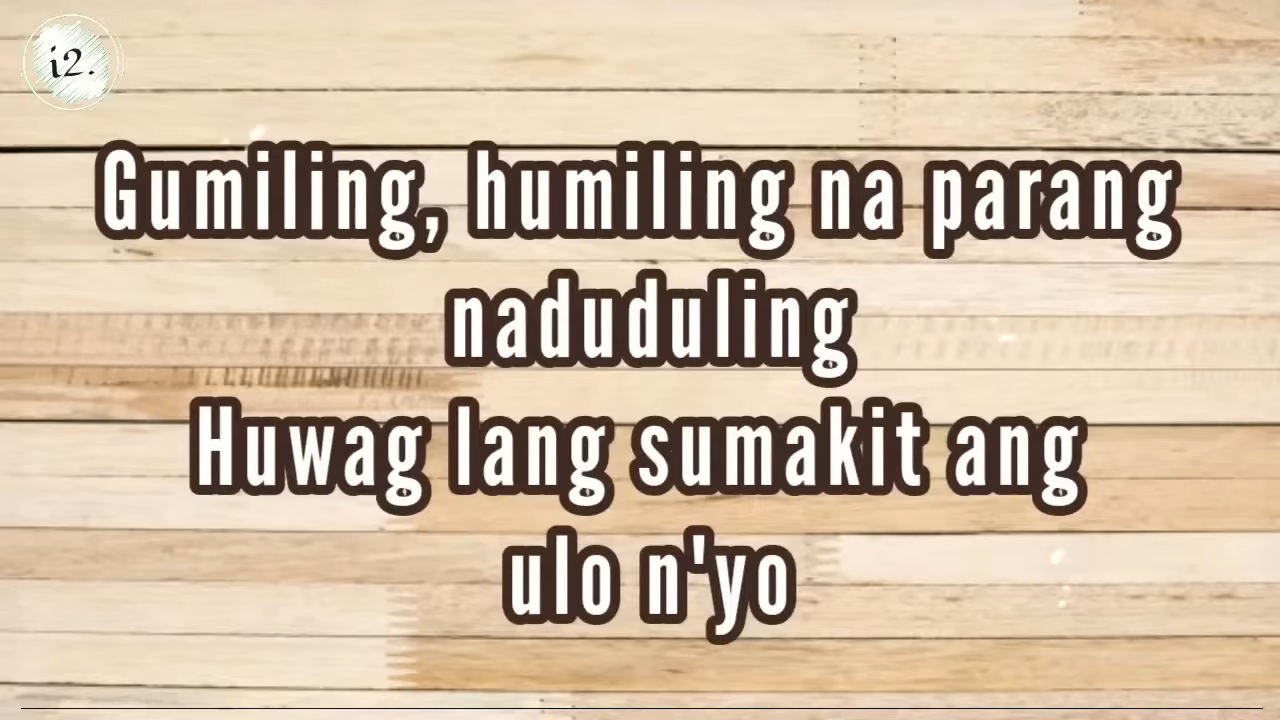 i2.
Gumiling, humiling na parang
naduduling
Huwag lang sumakit ang
ulo n'yo